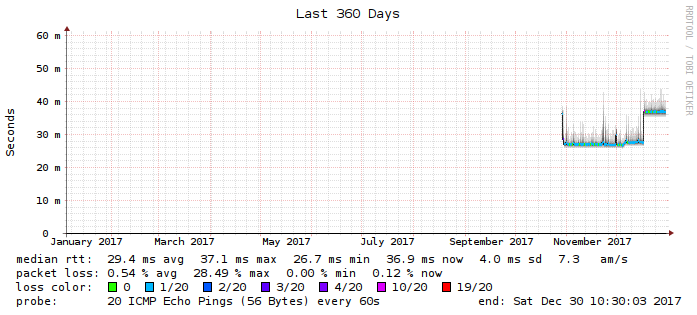 Last 360 Days
RRDTOOL / TOBI OETIKER
Seconds
60 m
50 m
40 m
30 m
20 m
10 m
0
January 2017 March 2017 May 2017 July 2017 September 2017 November 2017
median rtt: 29.4 ms avg 37.1 ms max 26.7 ms min 36.9 ms now 4.0 ms sd 7.3 am/s
packet loss: 0.54 % avg 28.49 % max 0.00 % min 0.12 % now
loss color: 0 1/20 2/20 3/20 4/20 10/20 19/20
probe: 20 ICMP Echo Pings (56 Bytes) every 60s end: Sat Dec 30 10:30:03 2017